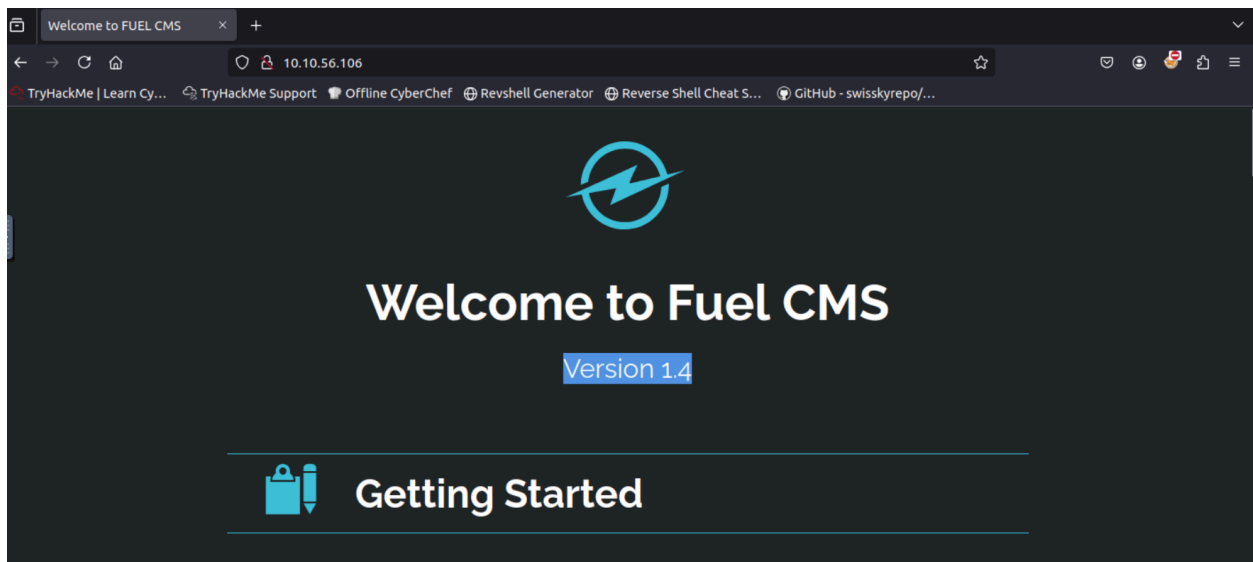 Welcome to FUEL CMS
10.10.56.106
TryHackMe | Learn Cy... TryHackMe Support Offline CyberChef Revshell Generator Reverse Shell Cheat S... GitHub - swisskyrepo/...
Welcome to Fuel CMS
Version 1.4
Getting Started